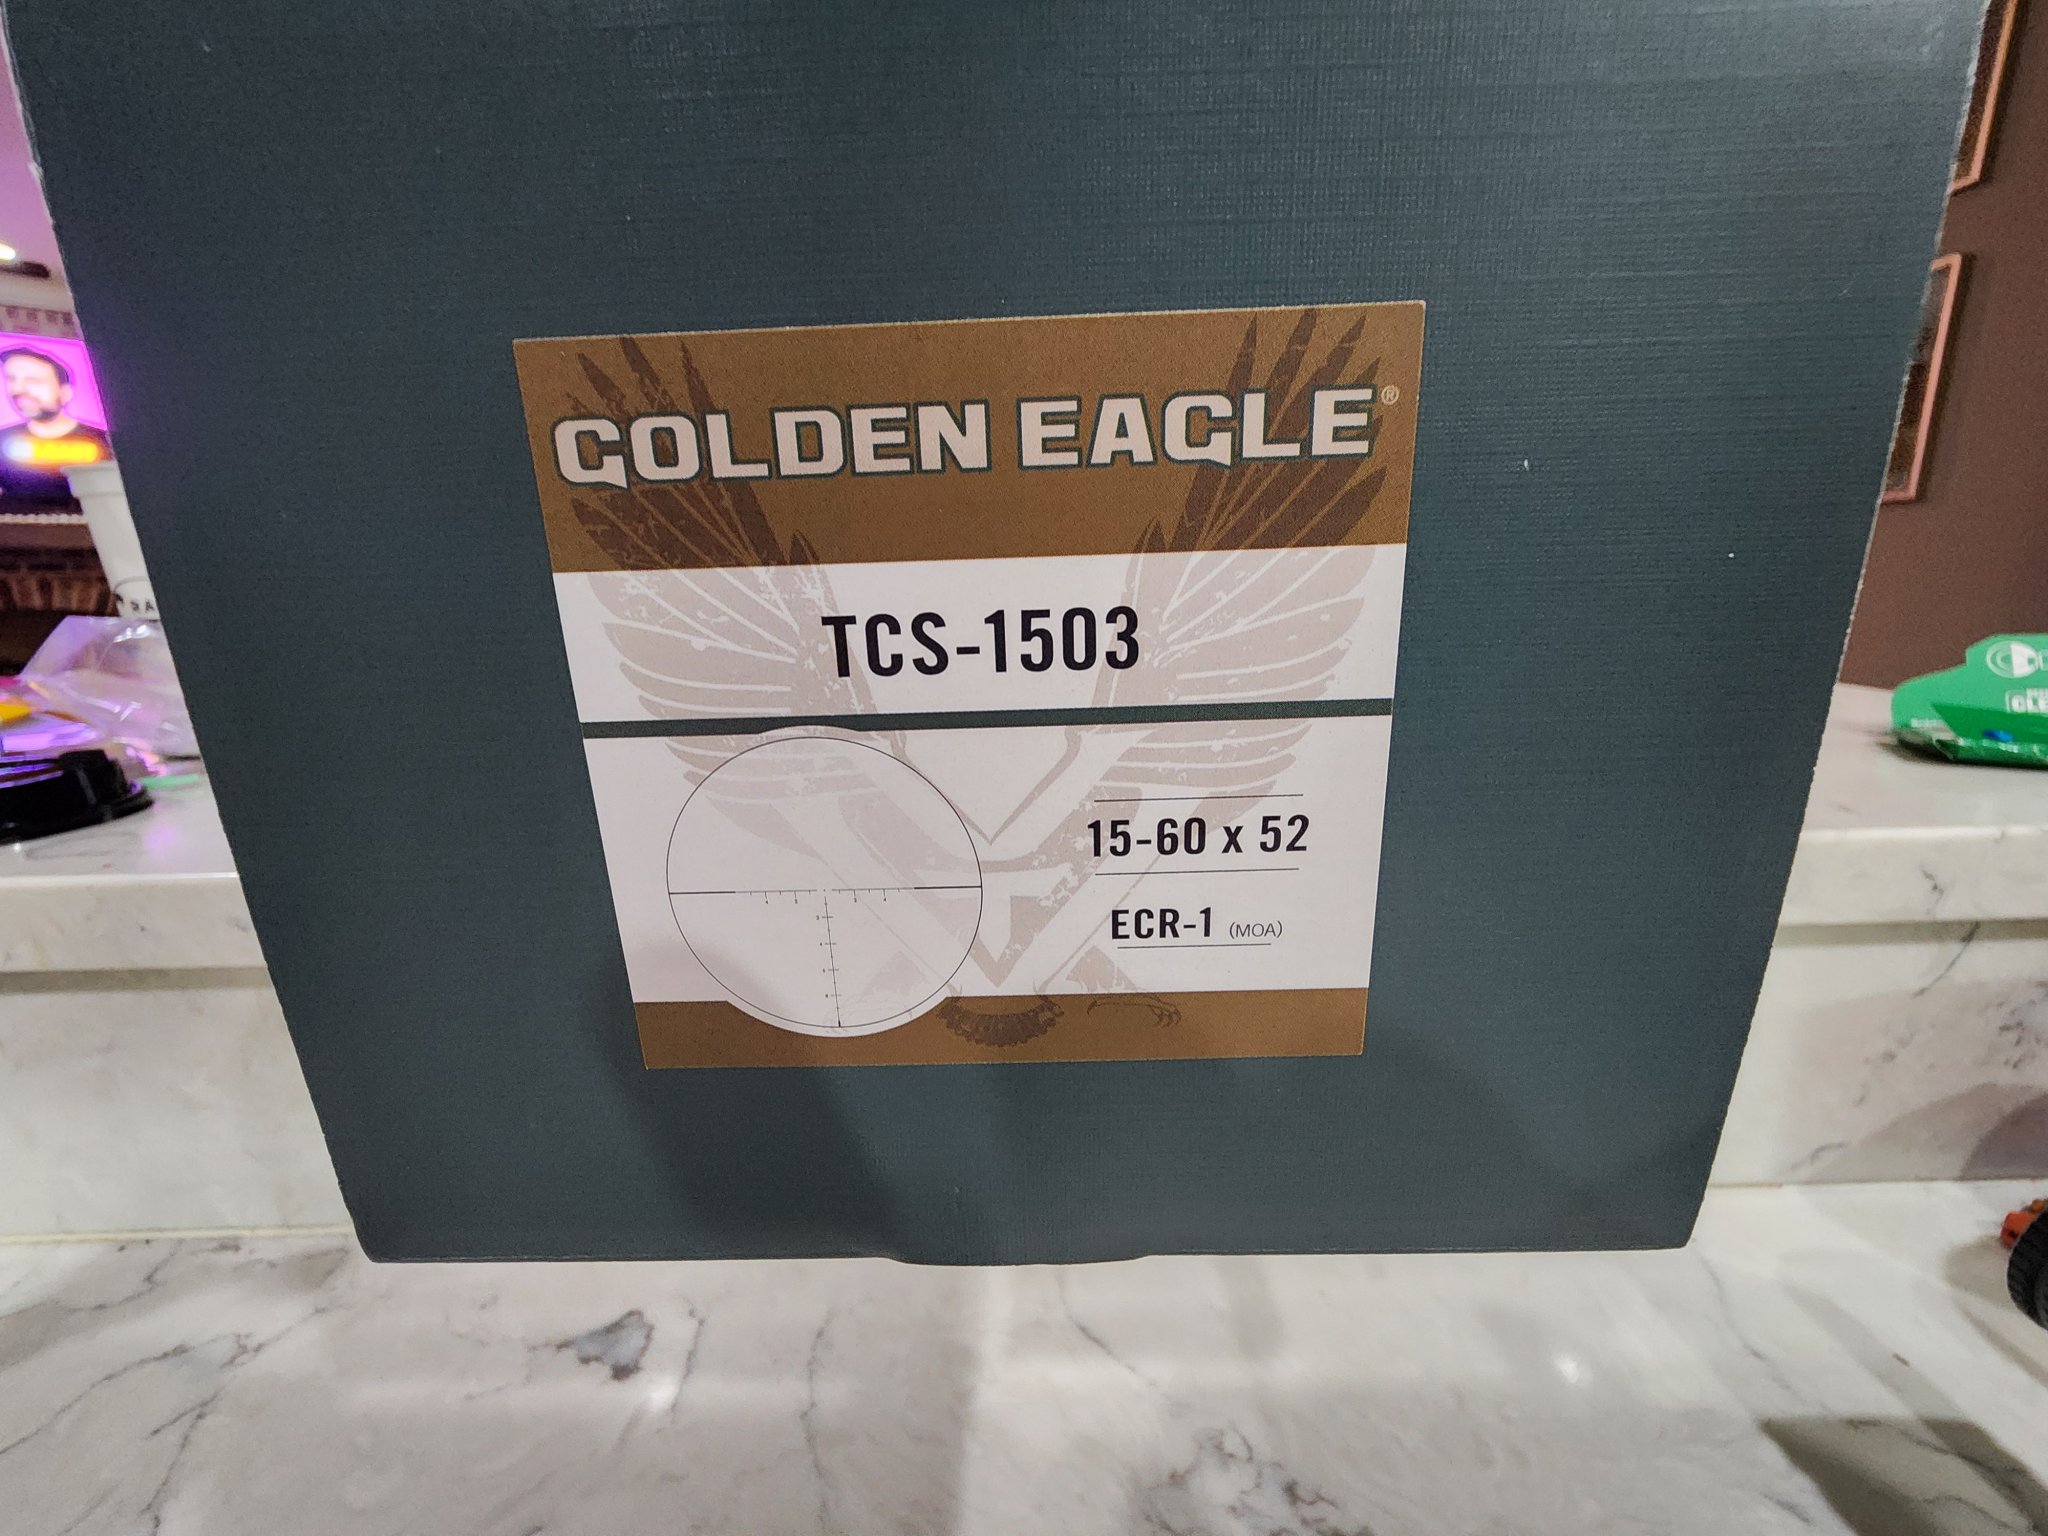 GOLDEN EAGLE®
TCS-1503
15-60 x 52
ECR-1 (MOA)